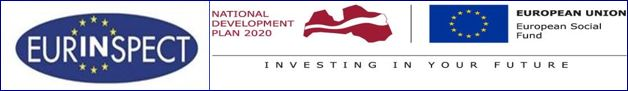 EURINSPECT
NATIONAL
DEVELOPMENT
PLAN 2020
EUROPEAN UNION
European Social
Fund
INVESTING IN YOUR FUTURE